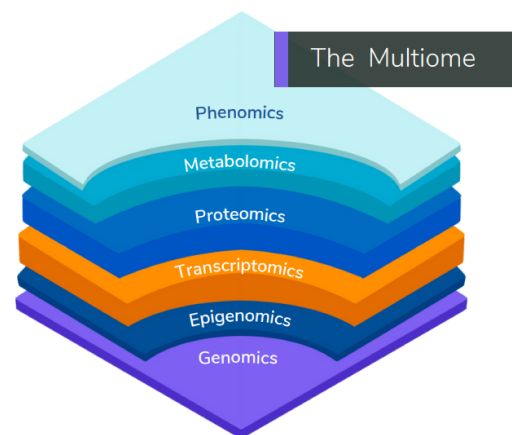 The Multiome
Phenomics
Metabolomics
Proteomics
Transcriptomics
Epigenomics
Genomics